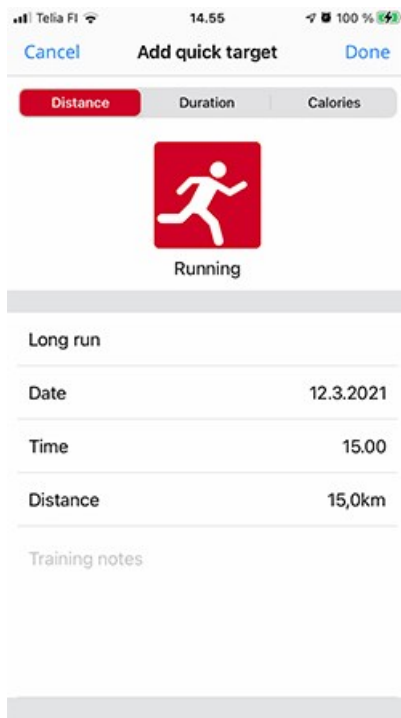 Telia FI 14.55 100 %
Cancel Add quick target Done
Distance Duration Calories
Running
Long run
Date 12.3.2021
Time 15.00
Distance 15,0km
Training notes